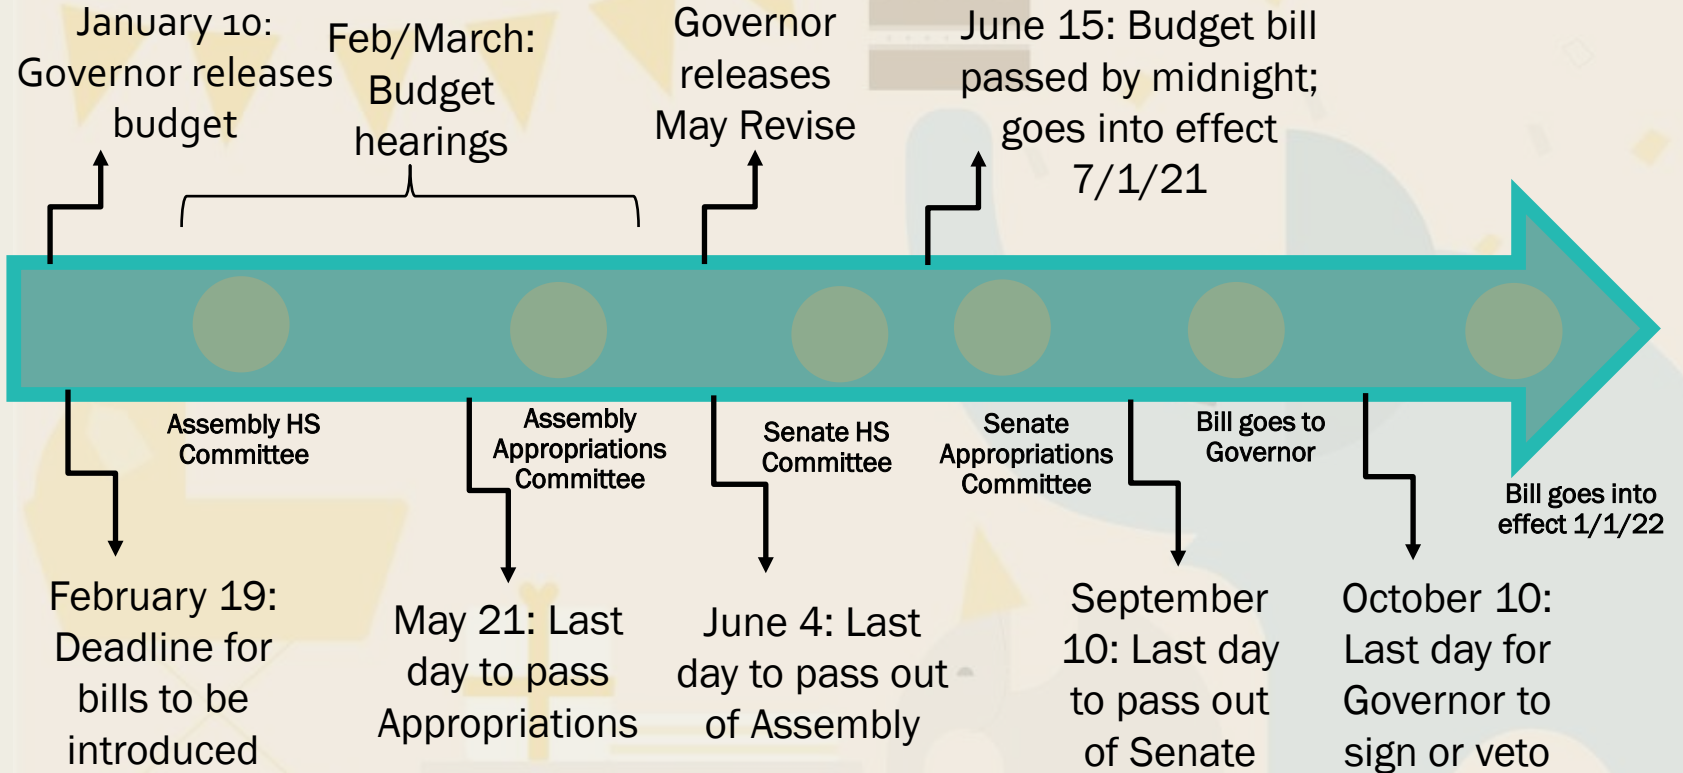 January 10:
Governor releases
budget
Feb/March:
Budget
hearings
Governor
releases
May Revise
June 15: Budget bill
passed by midnight;
goes into effect
7/1/21
Assembly HS
Committee
Assembly
Appropriations
Committee
Senate HS
Committee
Senate
Appropriations
Committee
Bill goes to
Governor
Bill goes into
effect 1/1/22
February 19:
Deadline for
bills to be
introduced
May 21: Last
day to pass
Appropriations
June 4: Last
day to pass out
of Assembly
September
10: Last day
to pass out
of Senate
October 10:
Last day for
Governor to
sign or veto